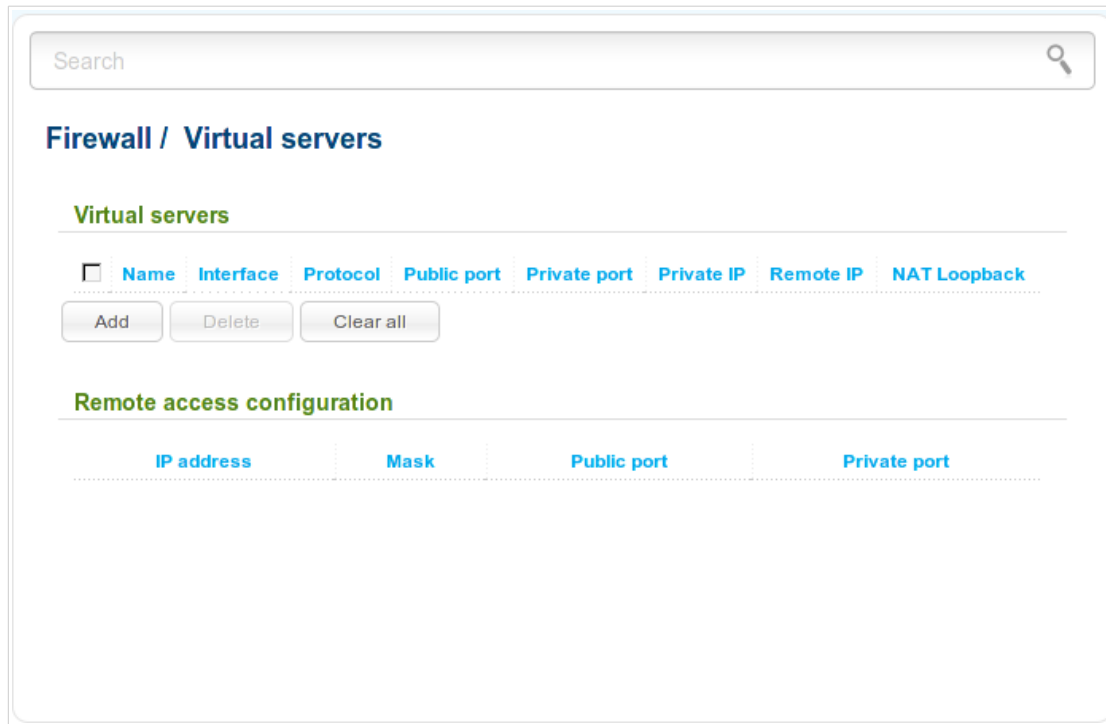 Search
Firewall /  Virtual servers
Virtual servers
Name Interface Protocol Public port Private port Private IP Remote IP NAT Loopback
Add Delete Clear all
Remote access configuration
IP address Mask Public port Private port